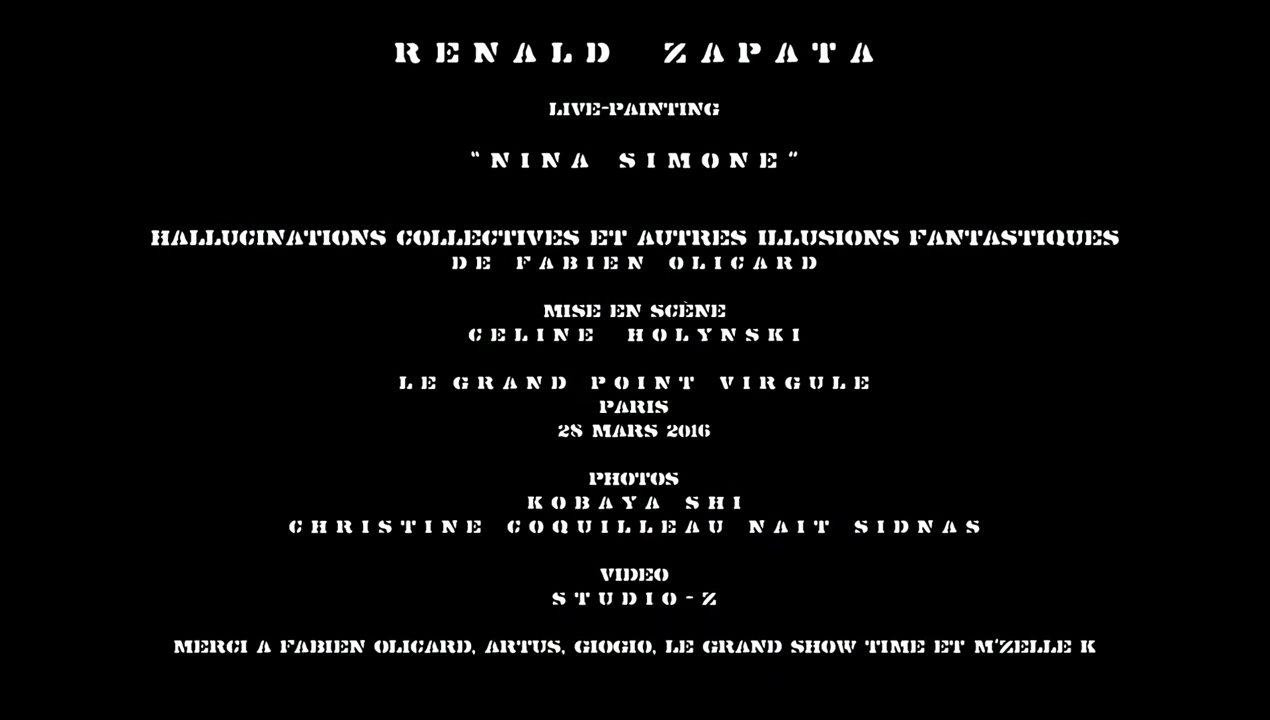 RENALD ZAPATA
LIVE-PAINTING
"NINA SIMONE"
HALLUCINATIONS COLLECTIVES ET AUTRES ILLUSIONS FANTASTIQUES
DE FABIEN OLICARD
MISE EN SCÈNE
CELINE HOLYNSKI
LE GRAND POINT VIRGULE
PARIS
28 MARS 2016
PHOTOS
KOBAYA SHI
CHRISTINE COQUILLEAU NAIT SIDNAS
VIDEO
STUDIO-Z
MERCI A FABIEN OLICARD, ARTUS, GIOGIO, LE GRAND SHOW TIME ET M'ZELLE K